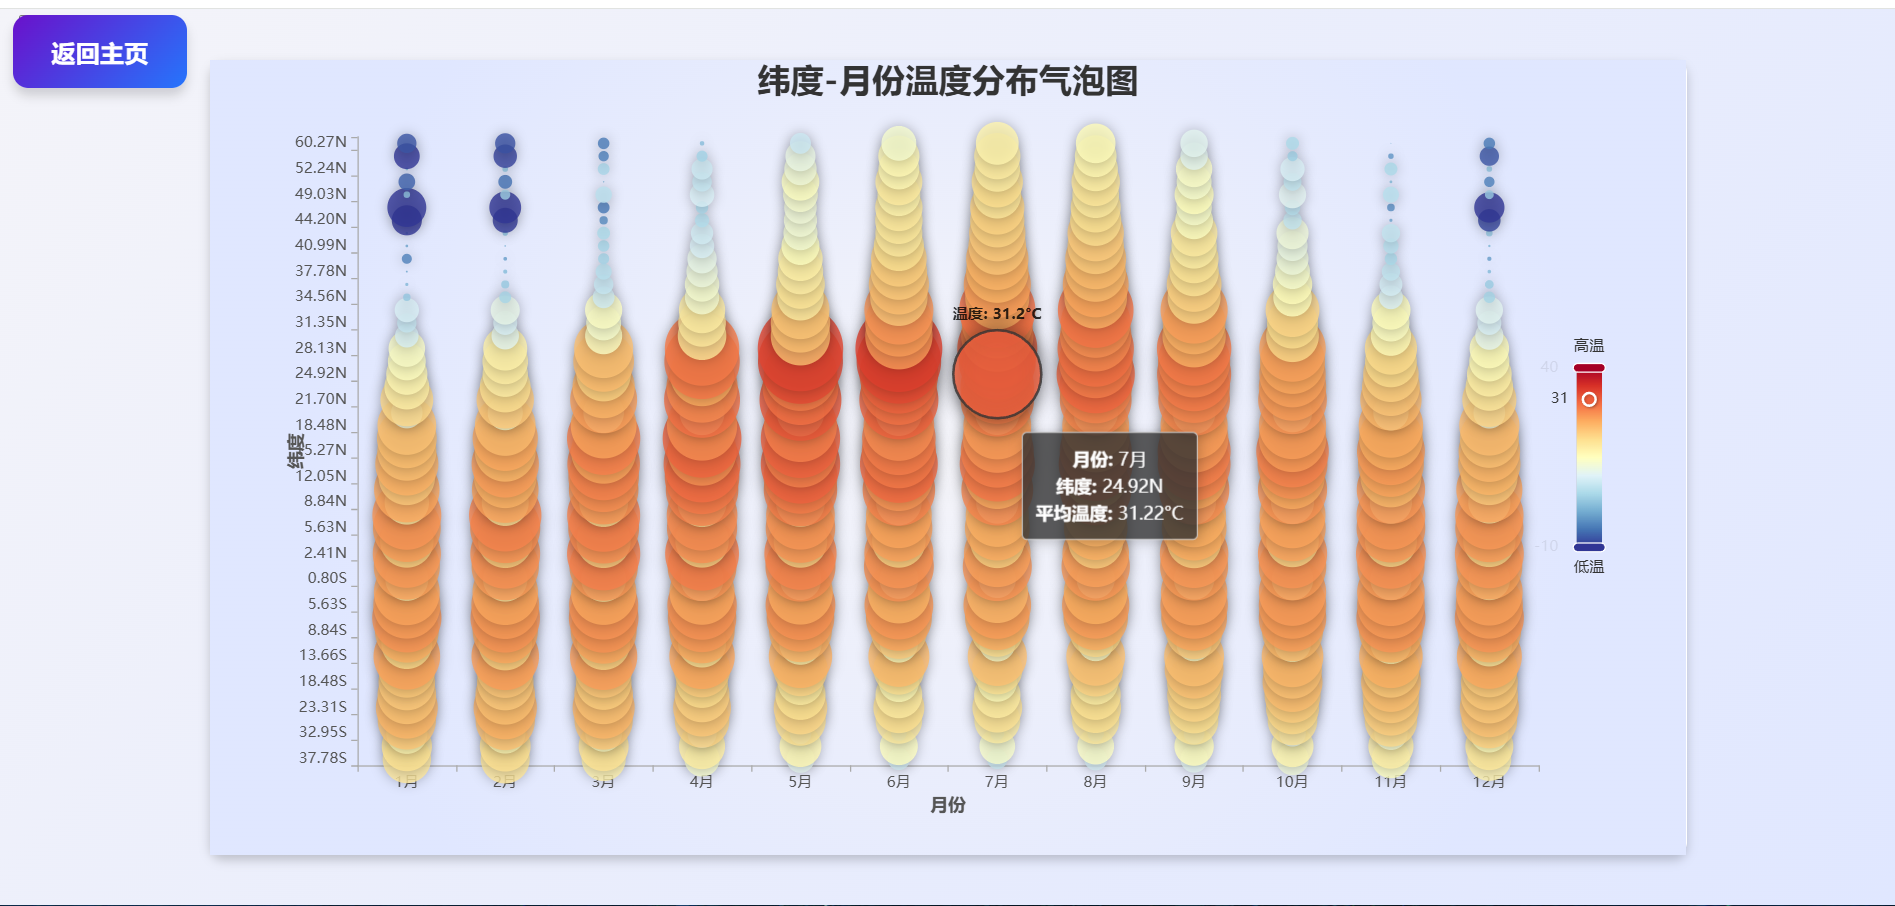 返回主页
纬度-月份温度分布气泡图
60.27N
52.24N
49.03N
44.20N
40.99N
37.78N
34.56N
31.35N
28.13N
24.92N
21.70N
18.48N
5.27N
12.05N
8.84N
5.63N
2.41N
0.80S
5.63S
8.84S
13.66S
18.48S
23.31S
32.95S
37.78S
纬度
温度: 31.2°C
月份: 7月
纬度: 24.92N
平均温度: 31.22°C
高温
40
31
-10
低温
1月
2月
3月
4月
5月
6月
7月
8月
9月
10月
11月
12月
月份